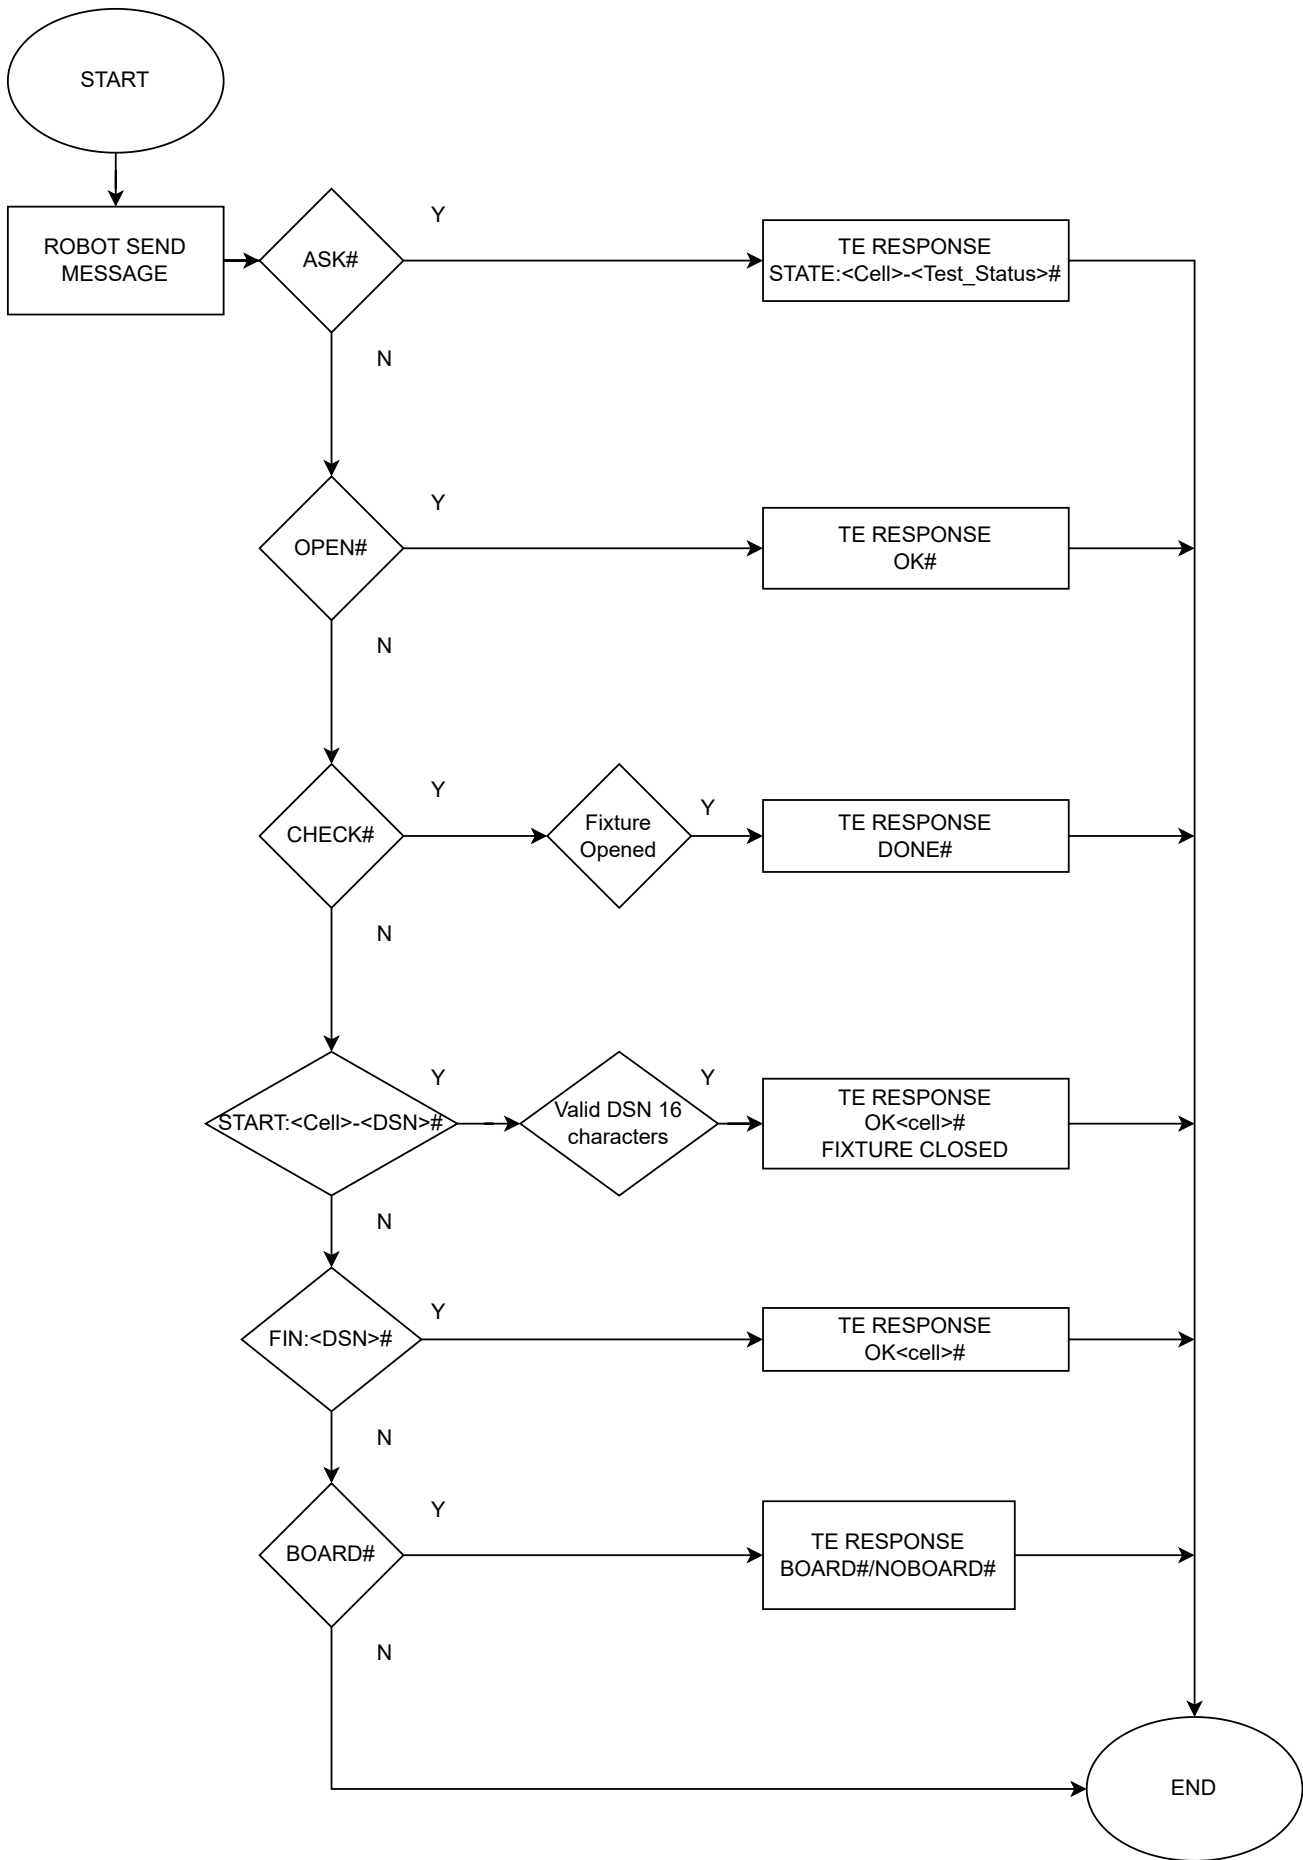 START
ROBOT SEND
MESSAGE
ASK#
Y
TE RESPONSE
STATE:<Cell>-<Test_Status>#
N
OPEN#
Y
TE RESPONSE
OK#
N
CHECK#
Y
Fixture
Opened
Y
TE RESPONSE
DONE#
N
START:<Cell>-<DSN>#
Y
Valid DSN 16
characters
Y
TE RESPONSE
OK<cell>#
FIXTURE CLOSED
N
FIN:<DSN>#
Y
TE RESPONSE
OK<cell>#
N
BOARD#
Y
TE RESPONSE
BOARD#/NOBOARD#
N
END